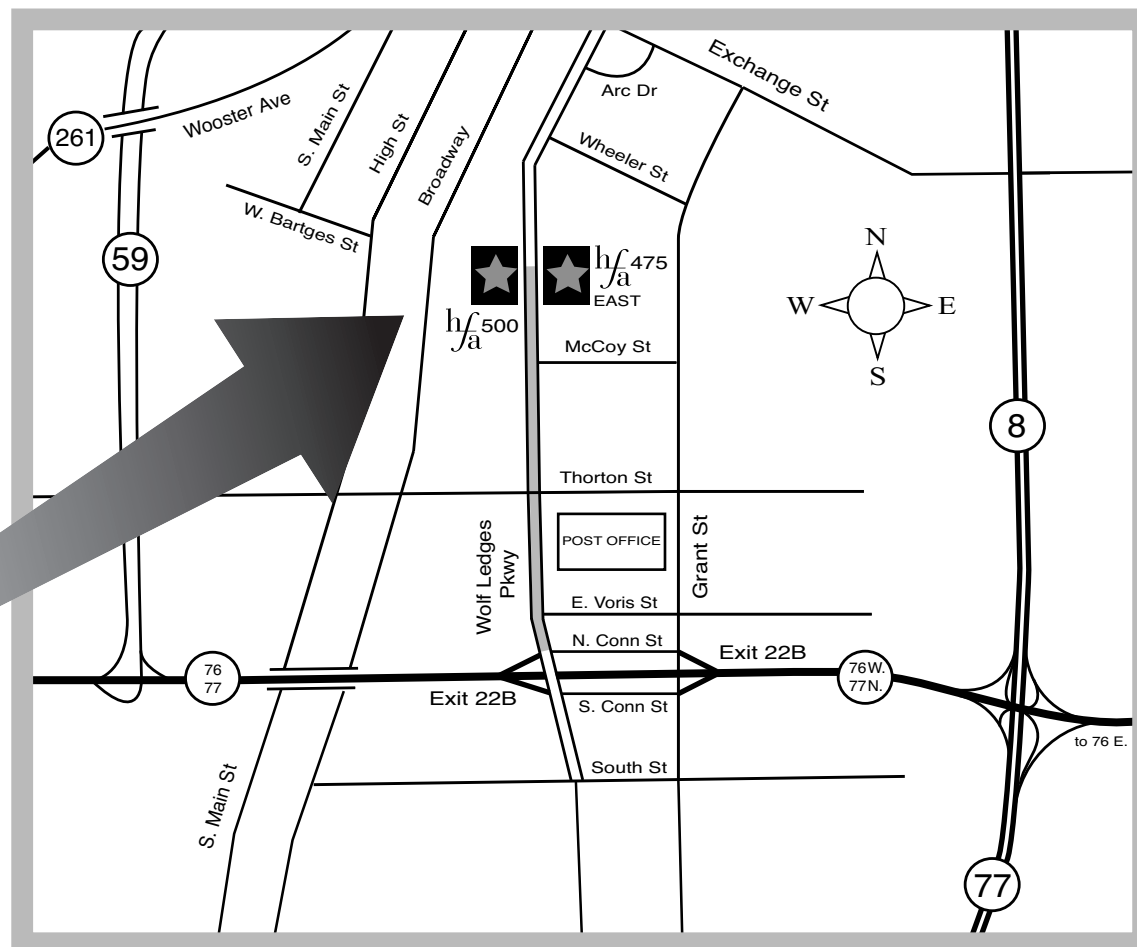 Exchange St
Arc Dr
261
Wooster Ave
S. Main St
High St
Broadway
Wheeler St
W. Bartges St
59
N
W
E
S
hfa 475
EAST
hfa 500
McCoy St
8
Thorton St
POST OFFICE
Wolf Ledges
Pkwy
Grant St
E. Voris St
N. Conn St
Exit 22B
76
77
76W.
77N.
Exit 22B
S. Conn St
to 76 E.
South St
S. Main St
77